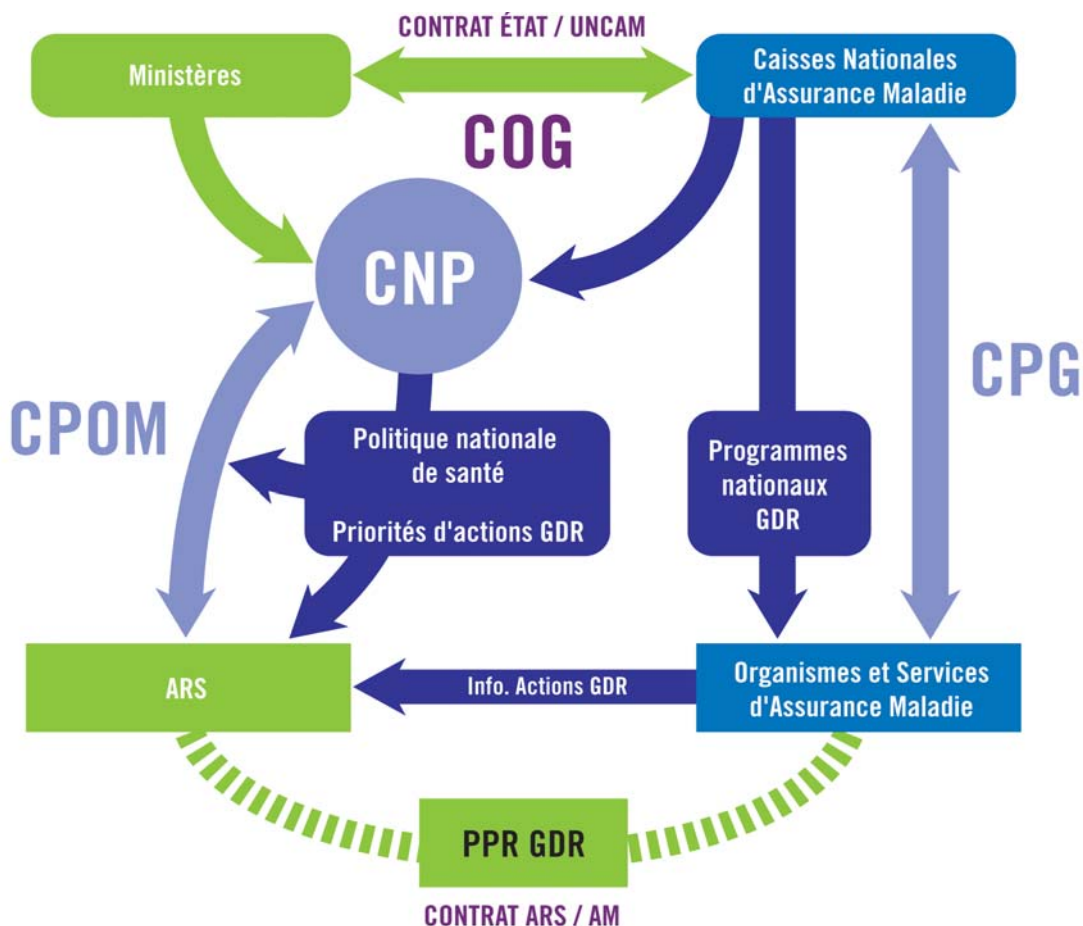 CONTRAT ÉTAT / UNCAM
Ministères
Caisses Nationales
d'Assurance Maladie
COG
CNP
CPOM
CPG
Politique nationale
de santé
Priorités d'actions GDR
Programmes
nationaux
GDR
ARS
Info. Actions GDR
Organismes et Services
d'Assurance Maladie
PPR GDR
CONTRAT ARS / AM